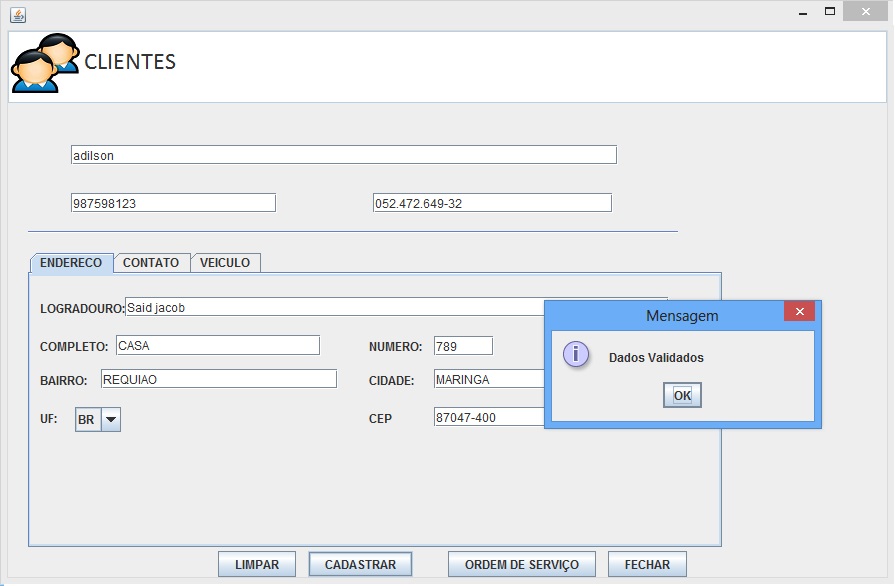 CLIENTES
adilson
987598123 052.472.649-32
ENDERECO CONTATO VEICULO
LOGRADOURO: Said jacob
Mensagem
COMPLETO: CASA NUMERO: 789
Dados Validados
BAIRRO: REQUIAO CIDADE: MARINGA
OK
UF: BR CEP 87047-400
LIMPAR CADASTRAR ORDEM DE SERVIÇO FECHAR